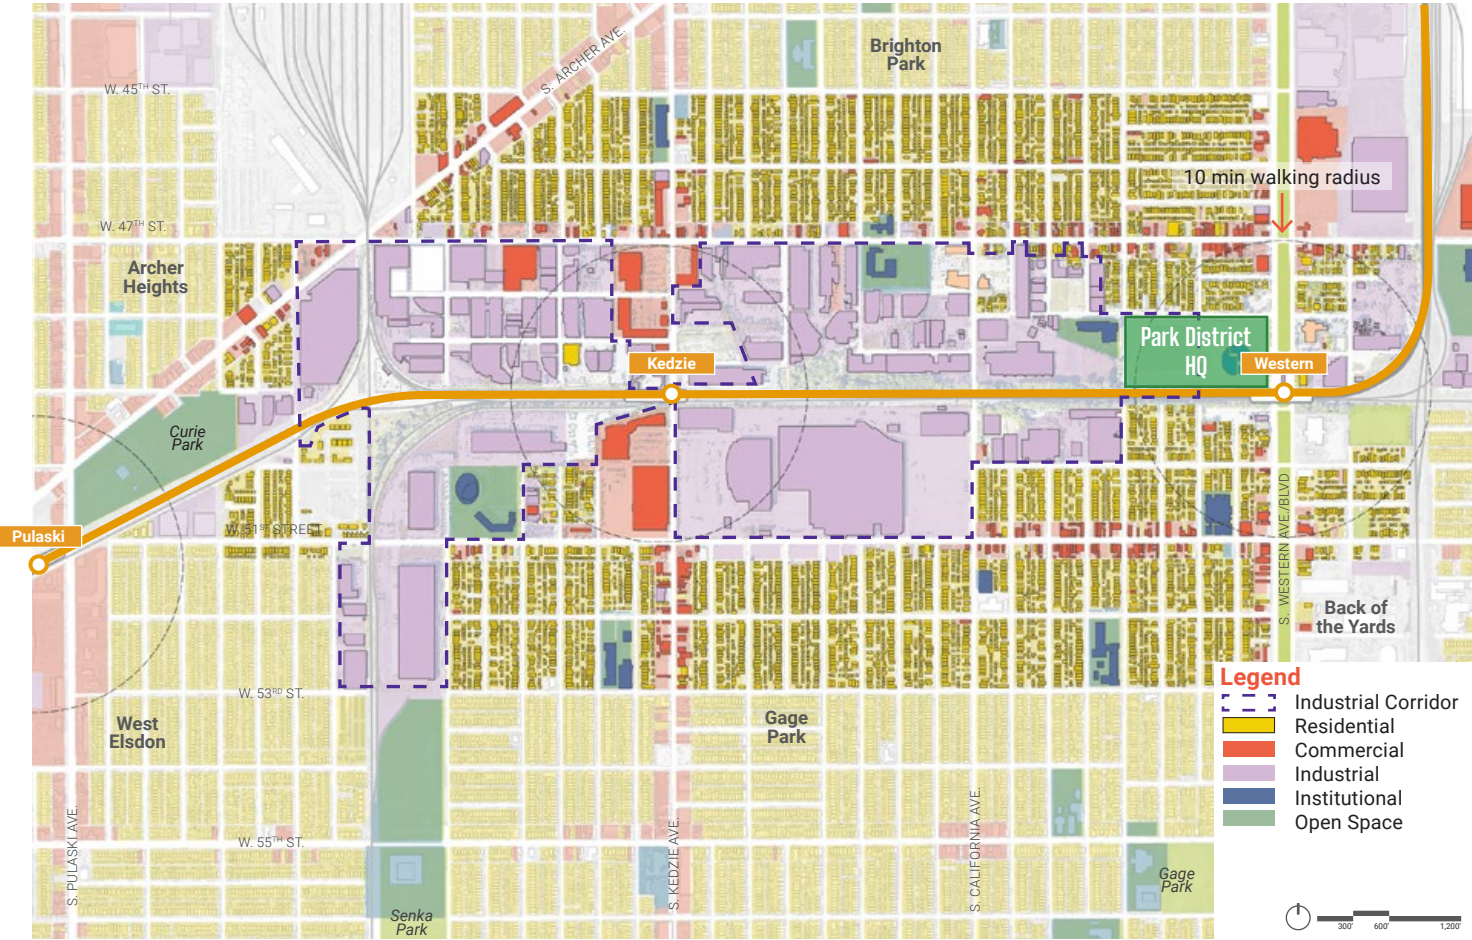 Brighton
Park
S. ARCHER AVE.
W. 45TH ST.
10 min walking radius
W. 47TH ST.
Archer
Heights
Park District
HQ
Kedzie
Western
Curie
Park
W. 51ST STREET
Pulaski
S. WESTERN AVE./BLVD
Back of
the Yards
West
Elsdon
W. 53RD ST.
Gage
Park
Legend
Industrial Corridor
Residential
Commercial
Industrial
Institutional
Open Space
S. PULASKI AVE.
W. 55TH ST.
S. KEDZIE AVE.
S. CALIFORNIA AVE.
Gage
Park
Senka
Park
300' 600' 1,200'